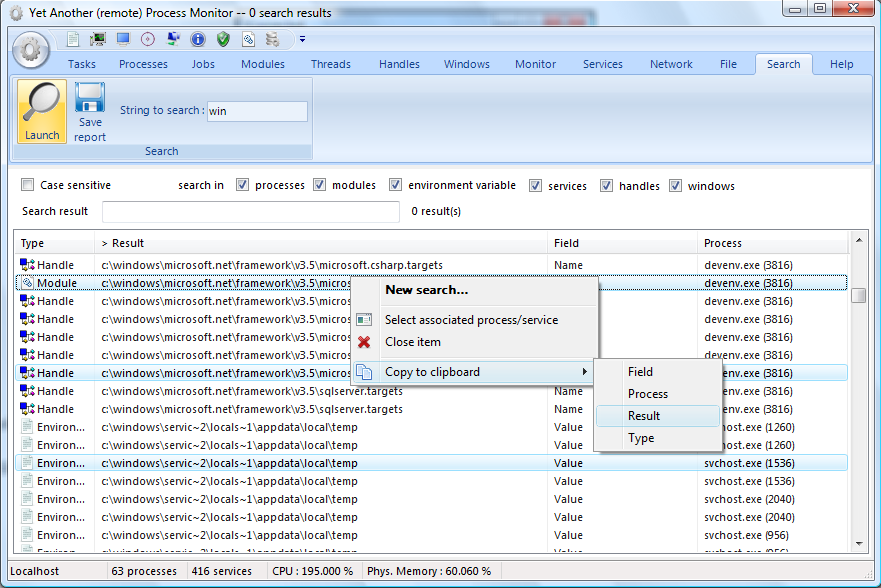 Yet Another (remote) Process Monitor -- 0 search results
Tasks Processes Jobs Modules Threads Handles Windows Monitor Services Network File Search Help
Launch
Save report
String to search : win
Search
Case sensitive search in processes modules environment variable services handles windows
Search result 0 result(s)
Type > Result Field Process
Handle c:\windows\microsoft.net\framework\v3.5\microsoft.csharp.targets Name devenv.exe (3816)
Module c:\windows\microsoft.net\framework\v3.5\micros devenv.exe (3816)
Handle c:\windows\microsoft.net\framework\v3.5\micros devenv.exe (3816)
Handle c:\windows\microsoft.net\framework\v3.5\micros devenv.exe (3816)
Handle c:\windows\microsoft.net\framework\v3.5\micros devenv.exe (3816)
Handle c:\windows\microsoft.net\framework\v3.5\micros devenv.exe (3816)
Handle c:\windows\microsoft.net\framework\v3.5\micros venv.exe (3816)
Handle c:\windows\microsoft.net\framework\v3.5\sqlserver.targets Name venv.exe (3816)
Handle c:\windows\microsoft.net\framework\v3.5\sqlserver.targets Name venv.exe (3816)
Environ... c:\windows\servic~2\locals~1\appdata\local\temp Value host.exe (1260)
Environ... c:\windows\servic~2\locals~1\appdata\local\temp Value host.exe (1260)
Environ... c:\windows\servic~2\locals~1\appdata\local\temp Value svchost.exe (1536)
Environ... c:\windows\servic~2\locals~1\appdata\local\temp Value svchost.exe (1536)
Environ... c:\windows\servic~2\locals~1\appdata\local\temp Value svchost.exe (2040)
Environ... c:\windows\servic~2\locals~1\appdata\local\temp Value svchost.exe (2040)
Environ... c:\windows\servic~2\locals~1\appdata\local\temp Value svchost.exe (956)
New search...
Select associated process/service
Close item
Copy to clipboard
Field
Process
Result
Type
Localhost 63 processes 416 services CPU : 195.000 % Phys. Memory : 60.060 %